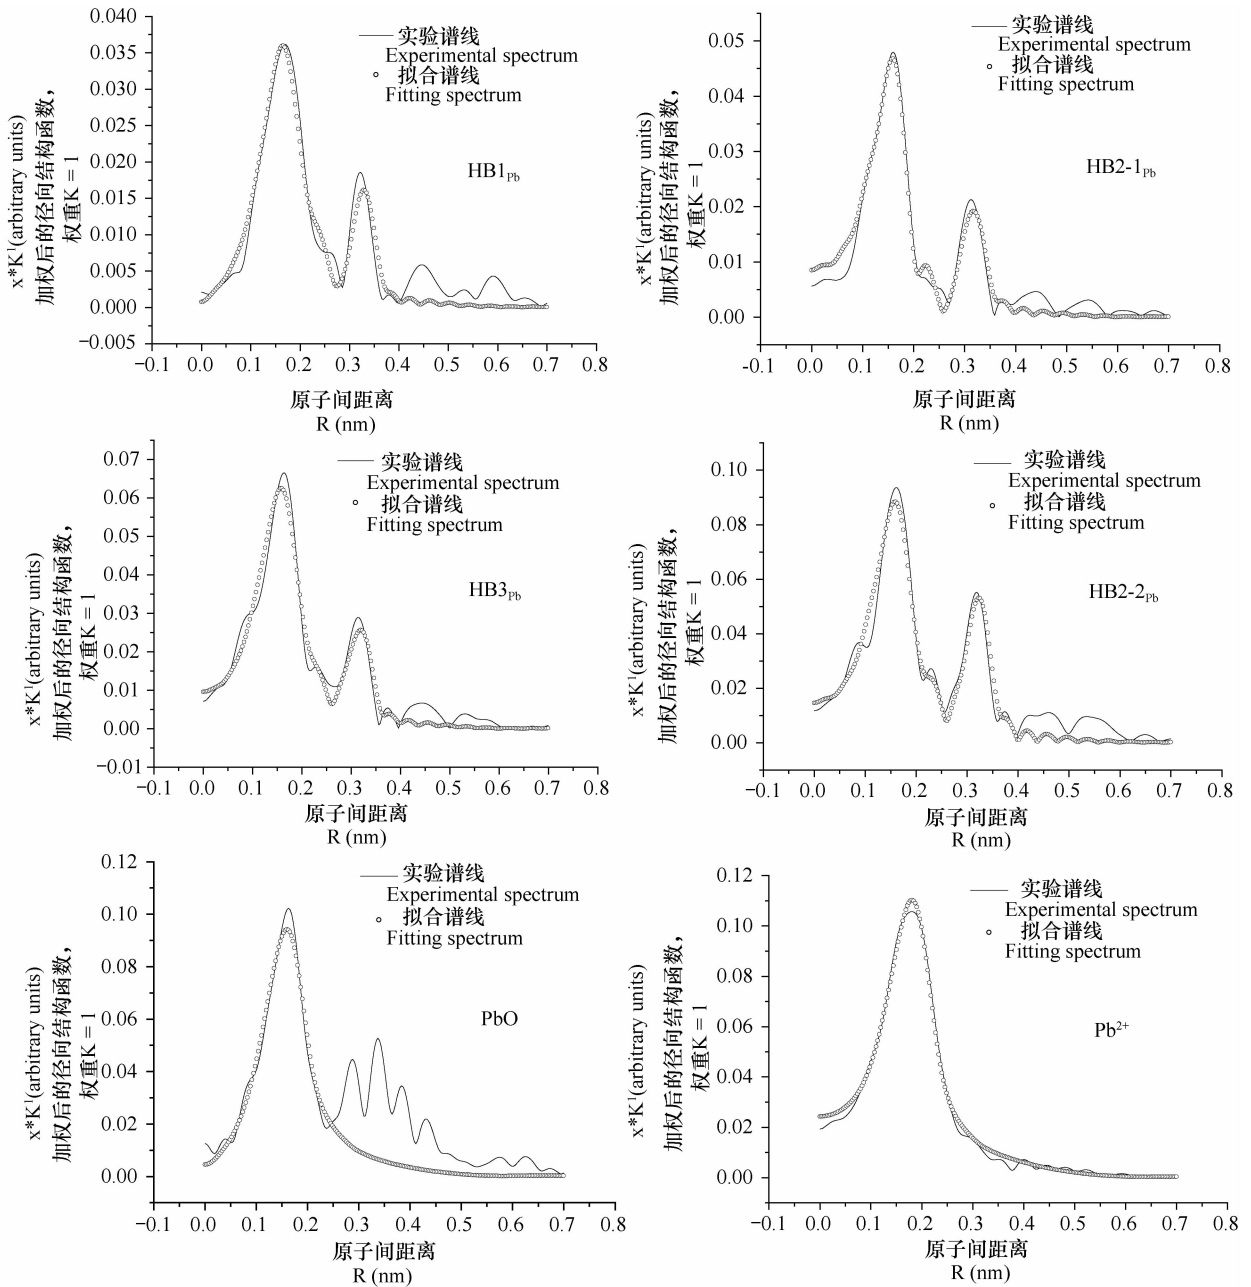 0.040
0.035
0.030
0.025
0.020
0.015
0.010
0.005
0.000
−0.005
−0.1 0.0 0.1 0.2 0.3 0.4 0.5 0.6 0.7 0.8
x*K¹(arbitrary units)
加权后的径向结构函数，
权重K = 1
实验谱线
Experimental spectrum
拟合谱线
Fitting spectrum
HB1Pb
原子间距离
R (nm)
0.05
0.04
0.03
0.02
0.01
0.00
-0.1 0.0 0.1 0.2 0.3 0.4 0.5 0.6 0.7 0.8
x*K¹(arbitrary units)
加权后的径向结构函数，
权重K = 1
实验谱线
Experimental spectrum
拟合谱线
Fitting spectrum
HB2-1Pb
原子间距离
R (nm)
0.07
0.06
0.05
0.04
0.03
0.02
0.01
0.00
−0.01
−0.1 0.0 0.1 0.2 0.3 0.4 0.5 0.6 0.7 0.8
x*K¹(arbitrary units)
加权后的径向结构函数，
权重K = 1
实验谱线
Experimental spectrum
拟合谱线
Fitting spectrum
HB3Pb
原子间距离
R (nm)
0.10
0.08
0.06
0.04
0.02
0.00
−0.1 0.0 0.1 0.2 0.3 0.4 0.5 0.6 0.7 0.8
x*K¹(arbitrary units)
加权后的径向结构函数，
权重K = 1
实验谱线
Experimental spectrum
拟合谱线
Fitting spectrum
HB2-2Pb
原子间距离
R (nm)
0.12
0.10
0.08
0.06
0.04
0.02
0.00
−0.1 0.0 0.1 0.2 0.3 0.4 0.5 0.6 0.7 0.8
x*K¹(arbitrary units)
加权后的径向结构函数，
权重K = 1
实验谱线
Experimental spectrum
拟合谱线
Fitting spectrum
PbO
原子间距离
R (nm)
0.12
0.10
0.08
0.06
0.04
0.02
0.00
−0.1 0.0 0.1 0.2 0.3 0.4 0.5 0.6 0.7 0.8
x*K¹(arbitrary units)
加权后的径向结构函数，
权重K = 1
实验谱线
Experimental spectrum
拟合谱线
Fitting spectrum
Pb²⁺
原子间距离
R (nm)